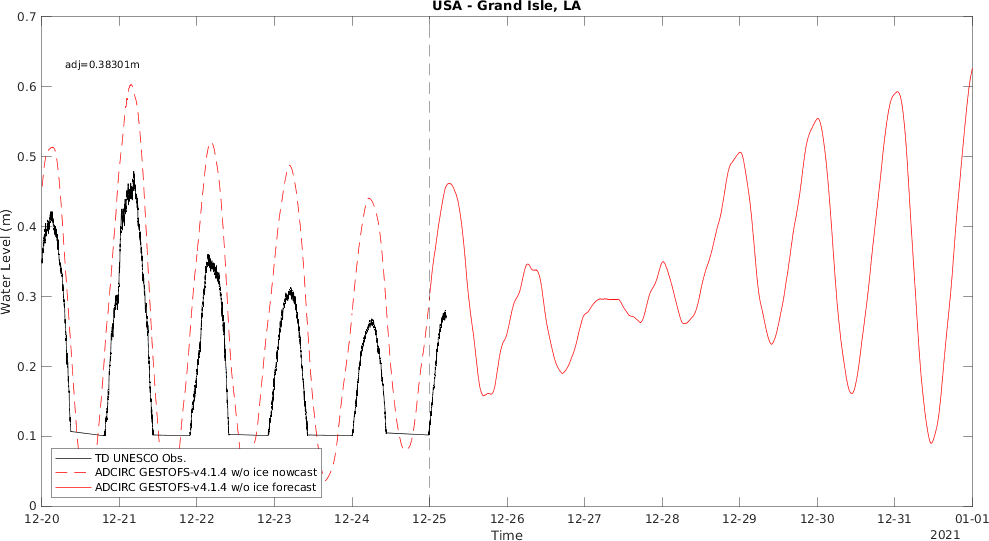 USA - Grand Isle, LA
0.7
adj=0.38301m
0.6
0.5
0.4
Water Level (m)
0.3
0.2
0.1
TD UNESCO Obs.
ADCIRC GESTOFS-v4.1.4 w/o ice nowcast
ADCIRC GESTOFS-v4.1.4 w/o ice forecast
0
12-20 12-21 12-22 12-23 12-24 12-25 12-26 12-27 12-28 12-29 12-30 12-31 01-01
Time
2021